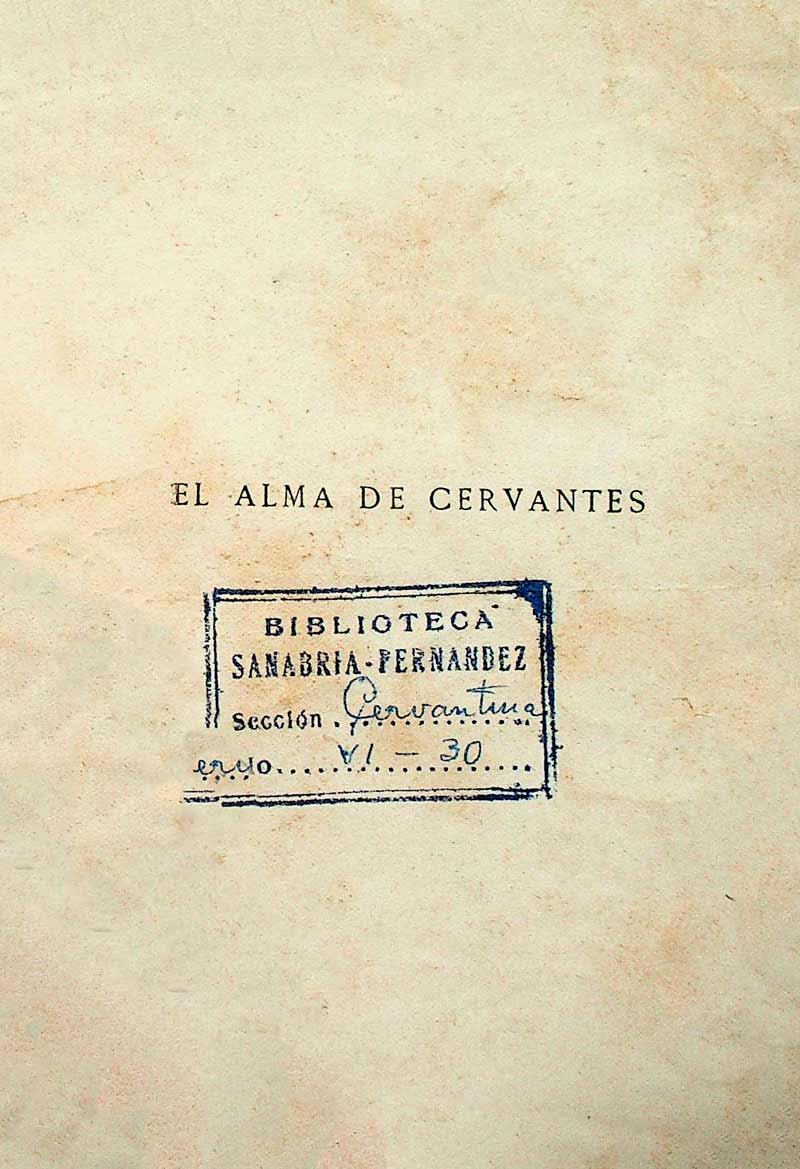 EL ALMA DE CERVANTES
BIBLIOTECA
SANABRIA-FERNANDEZ
Sección Cervantina
VI - 30